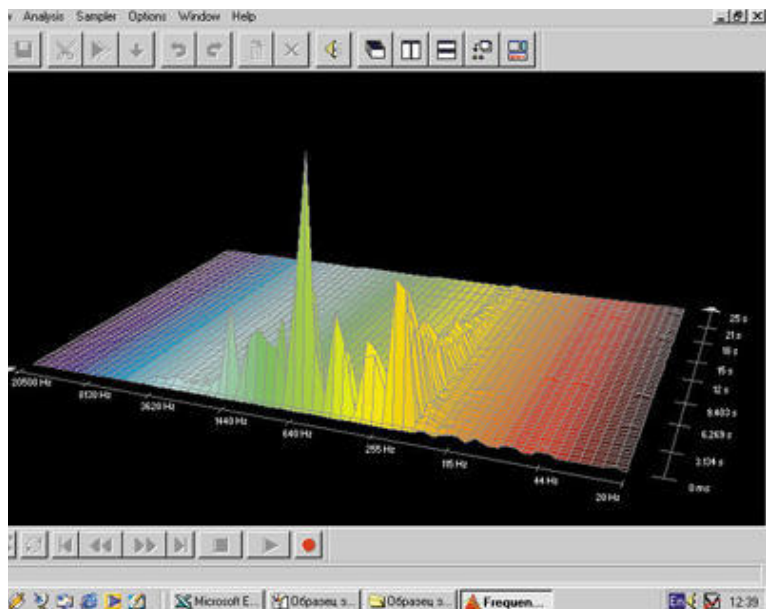 Analysis Sampler Options Window Help
25 s
21 s
18 s
15 s
12 s
9.403 s
6.269 s
3.134 s
0 ms
20500 Hz
8130 Hz
3620 Hz
1440 Hz
640 Hz
255 Hz
115 Hz
44 Hz
20 Hz
Microsoft E... Образец э... Образец э... Frequen... En 12:39